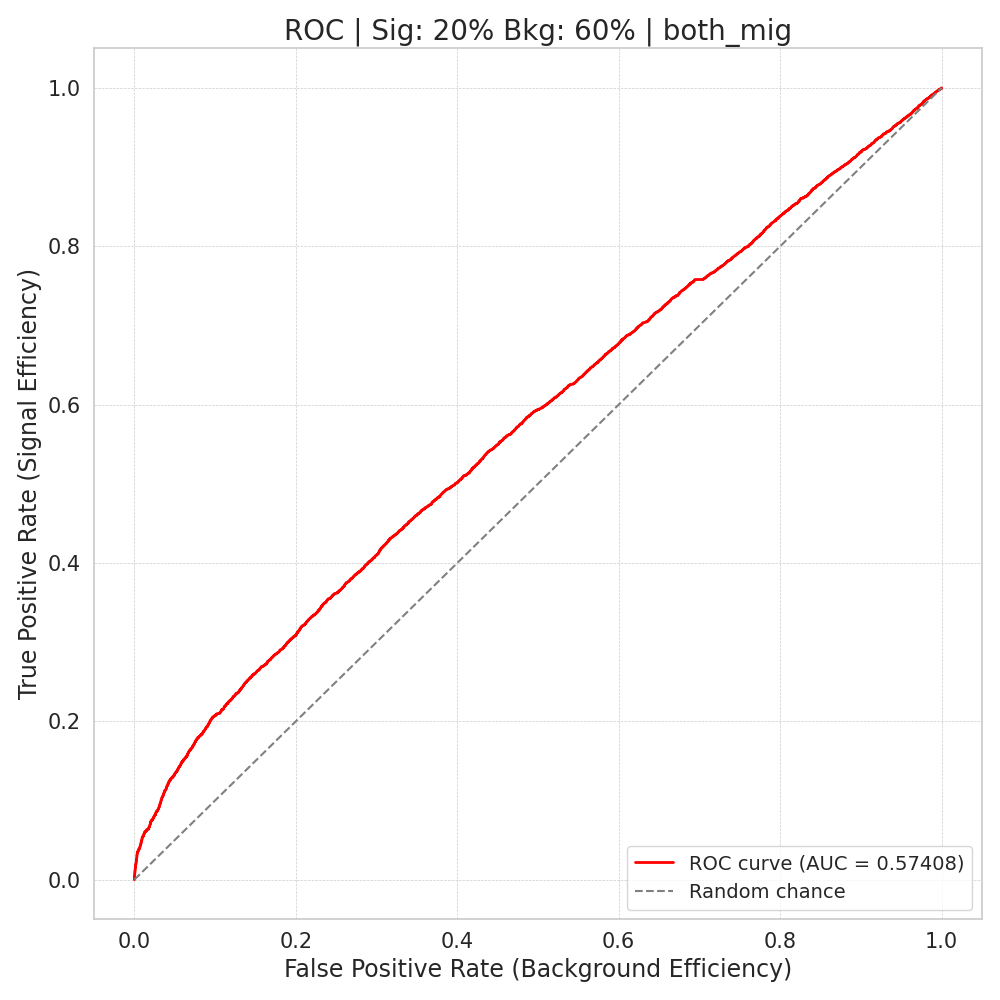 ROC | Sig: 20% Bkg: 60% | both_mig
True Positive Rate (Signal Efficiency)
1.0
0.8
0.6
0.4
0.2
0.0
ROC curve (AUC = 0.57408)
Random chance
0.0 0.2 0.4 0.6 0.8 1.0
False Positive Rate (Background Efficiency)